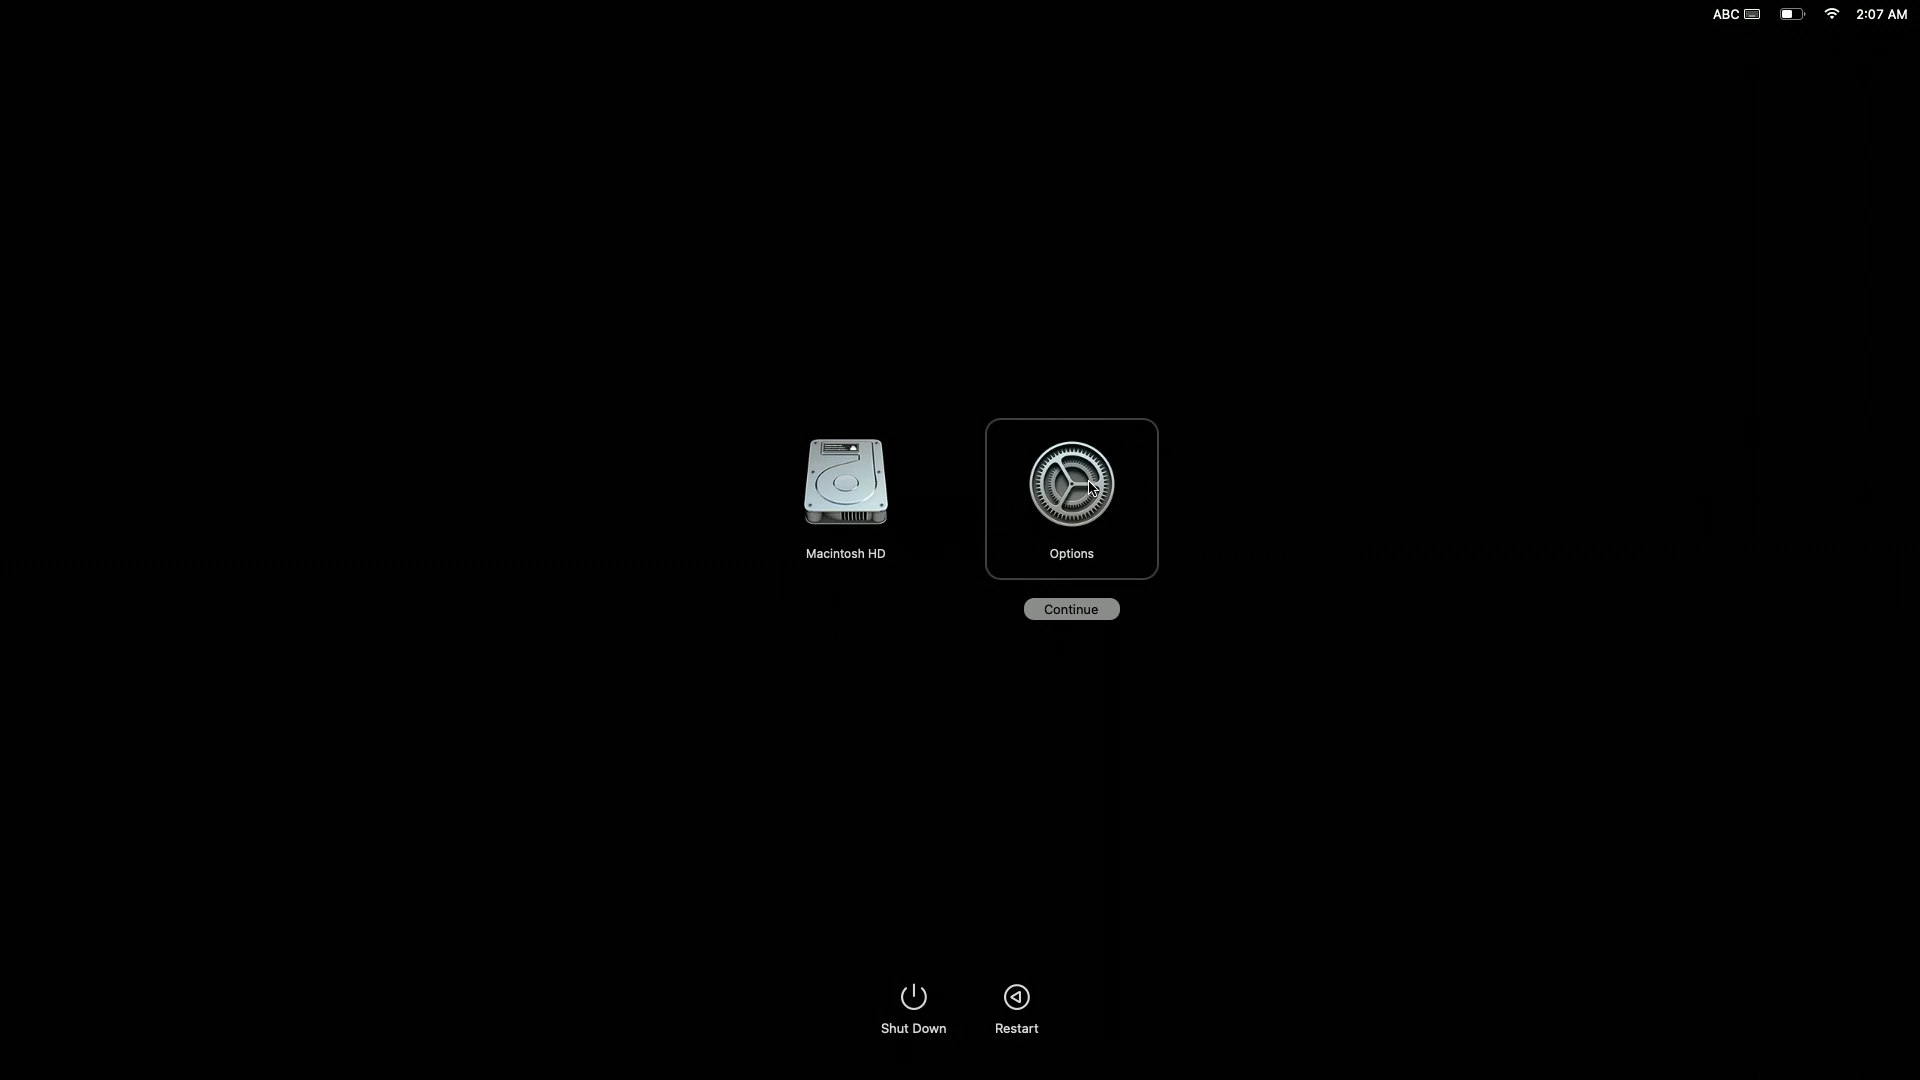 ABC 2:07 AM
Macintosh HD
Options
Continue
Shut Down
Restart